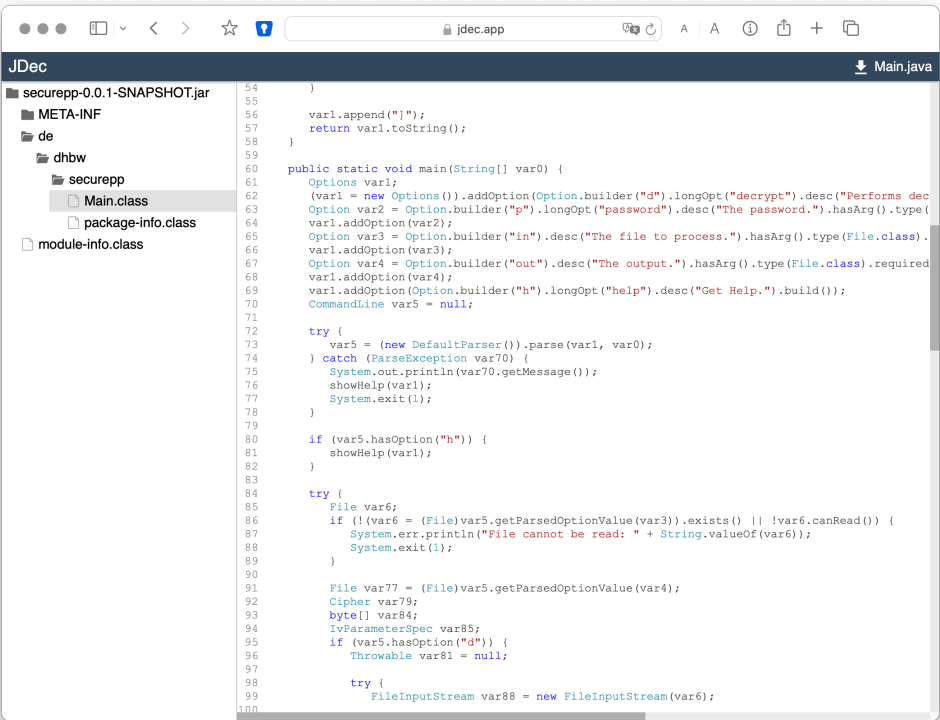 jdec.app
A A
JDec
Main.java
securepp-0.0.1-SNAPSHOT.jar
META-INF
de
dhbw
securepp
Main.class
package-info.class
module-info.class
54 }
55
56 var1.append("]");
57 return var1.toString();
58 }
59
60 public static void main(String[] var0) {
61 Options var1;
62 (var1 = new Options()).addOption(Option.builder("d").longOpt("decrypt").desc("Performs dec
63 Option var2 = Option.builder("p").longOpt("password").desc("The password.").hasArg().type(
64 var1.addOption(var2);
65 Option var3 = Option.builder("in").desc("The file to process.").hasArg().type(File.class).
66 var1.addOption(var3);
67 Option var4 = Option.builder("out").desc("The output.").hasArg().type(File.class).required
68 var1.addOption(var4);
69 var1.addOption(Option.builder("h").longOpt("help").desc("Get Help.").build());
70 CommandLine var5 = null;
71
72 try {
73 var5 = (new DefaultParser()).parse(var1, var0);
74 } catch (ParseException var70) {
75 System.out.println(var70.getMessage());
76 showHelp(var1);
77 System.exit(1);
78 }
79
80 if (var5.hasOption("h")) {
81 showHelp(var1);
82 }
83
84 try {
85 File var6;
86 if (!(var6 = (File)var5.getParsedOptionValue(var3)).exists() || !var6.canRead()) {
87 System.err.println("File cannot be read: " + String.valueOf(var6));
88 System.exit(1);
89 }
90
91 File var77 = (File)var5.getParsedOptionValue(var4);
92 Cipher var79;
93 byte[] var84;
94 IvParameterSpec var85;
95 if (var5.hasOption("d")) {
96 Throwable var81 = null;
97
98 try {
99 FileInputStream var88 = new FileInputStream(var6);
100